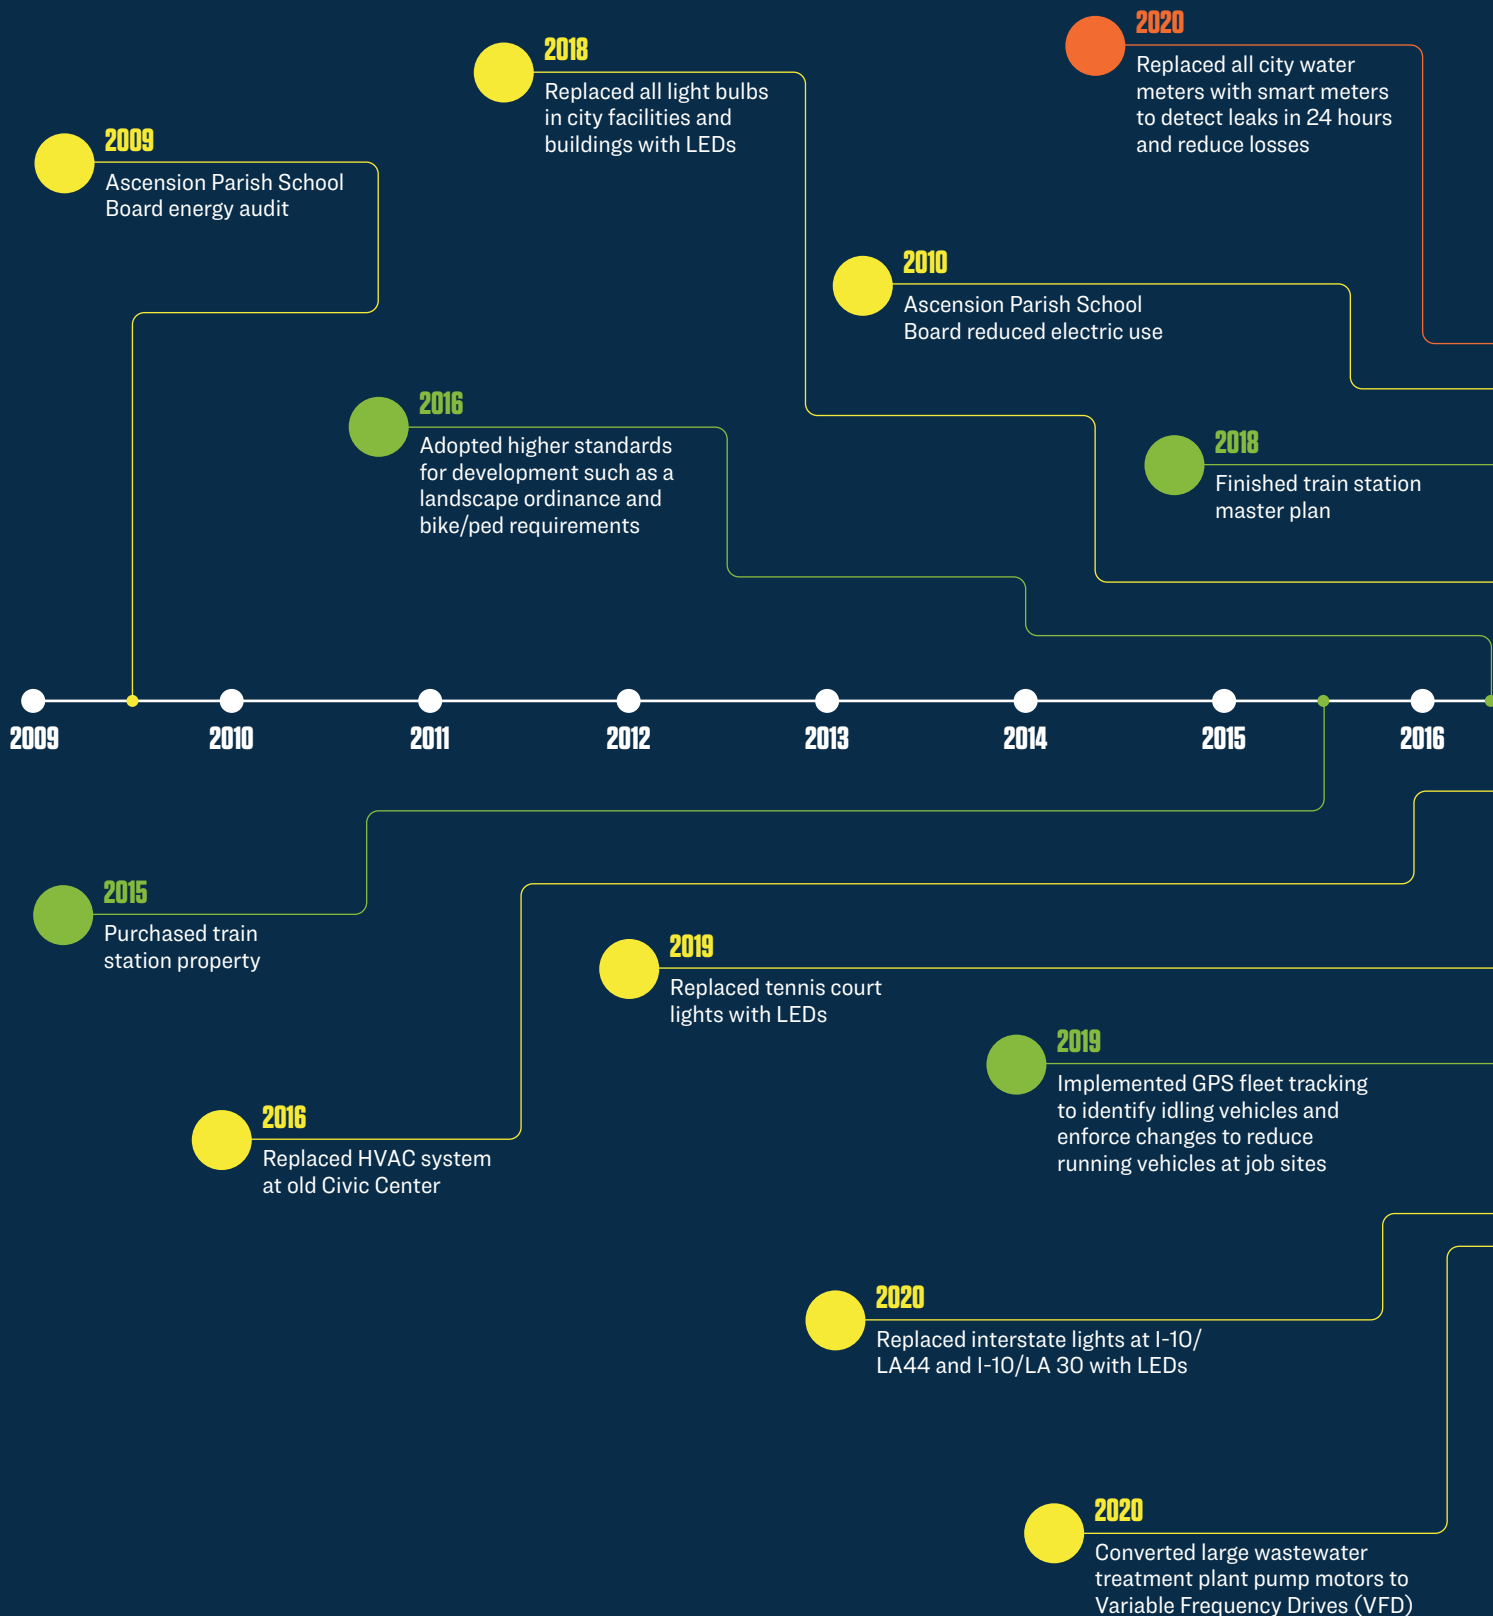 2020
Replaced all city water
meters with smart meters
to detect leaks in 24 hours
and reduce losses
2018
Replaced all light bulbs
in city facilities and
buildings with LEDs
2009
Ascension Parish School
Board energy audit
2010
Ascension Parish School
Board reduced electric use
2016
Adopted higher standards
for development such as a
landscape ordinance and
bike/ped requirements
2018
Finished train station
master plan
2009 2010 2011 2012 2013 2014 2015 2016
2015
Purchased train
station property
2019
Replaced tennis court
lights with LEDs
2019
Implemented GPS fleet tracking
to identify idling vehicles and
enforce changes to reduce
running vehicles at job sites
2016
Replaced HVAC system
at old Civic Center
2020
Replaced interstate lights at I-10/
LA44 and I-10/LA 30 with LEDs
2020
Converted large wastewater
treatment plant pump motors to
Variable Frequency Drives (VFD)